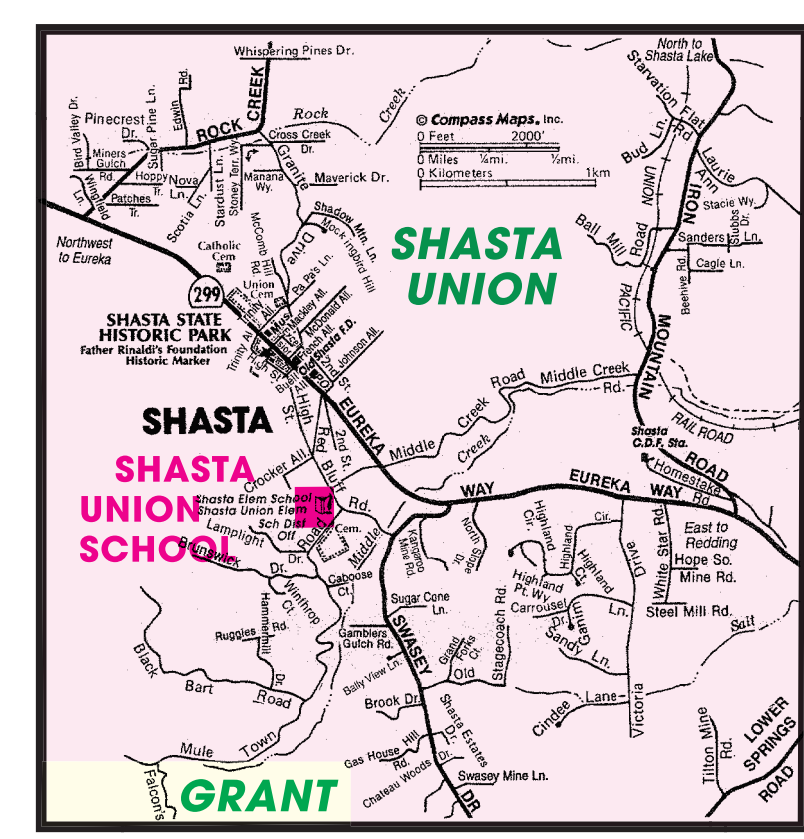 North to
Shasta Lake
Whispering Pines Dr.
Starvation Flat
Rd
Bird Valley Dr.
Pinecrest
Dr.
Sugar Pine Ln.
Edwin Rd.
ROCK CREEK
Rock Creek
© Compass Maps, Inc.
0 Feet 2000'
0 Miles ¼mi. ½mi.
0 Kilometers 1km
Cross Creek
Dr.
Bud Ln.
Miners
Gulch
Rd.
Hoppy
Tr.
Nova
Ln.
Patches
Tr.
Wingfield
Scotia Ln.
Stardust Ln.
Stoney Terr. Wy.
Manana
Wy.
Granite
Drive
Maverick Dr.
Laurie
Ann
Stacie Wy.
Stubbs
Dr.
Sanders Ln.
Cagle Ln.
Beehive Rd.
UNION
PACIFIC
IRON
MOUNTAIN
ROAD
Ball Mill
Road
Shadow Mtn. Ln.
Mockingbird Hill
Northwest
to Eureka
Catholic
Cem
McComb Hill
Rd.
Pa Pa's Ln.
Union
Cem
SHASTA
UNION
299
Mus.
Mackley All.
McDonald All.
Shasta F.D.
Johnson All.
Trinity
SHASTA STATE
HISTORIC PARK
Father Rinaldi's Foundation
Historic Marker
2nd St
High
St.
EUREKA
WAY
Road
Middle Creek
Rd.
RAIL ROAD
SHASTA
Middle Creek
Creek
Shasta
C.D.F. Sta.
Homestake
Rd
Red Bluff
Rd.
2nd St.
Crocker All.
SHASTA
UNION
SCHOOL
Shasta Elem School
Shasta Union Elem
Sch Dist
Off
Road
Cem.
Middle
EUREKA WAY
East to
Redding
Lamplight
Dr.
Brunswick
Dr.
Caboose
Ct.
Winthrop
Ct.
Kangaroo
Mine Rd.
North
Slope
Dr.
Highland
Cir.
Cir.
Highland
Ct.
Highland
Pt. Wy
Highland
Drive
White Star Rd.
Hope So.
Mine Rd.
Steel Mill Rd.
Carrousel
Dr.
Gamm
Ln.
Sandy
Ln.
Salt
Sugar Cone
Ln.
Gamblers
Gulch Rd.
SWASEY
DR
Hammerhill
Dr.
Ruggles Rd.
Black
Bart
Road
Bally View Ln.
Grand
Forks
Ct.
Old
Stagecoach Rd.
Brook Dr.
Shasta Estates
Dr.
Cindee
Lane
Victoria
Tilton Mine
Rd.
LOWER
SPRINGS
ROAD
Mule Town
Gas House Hill
Rd.
Chateau Woods Dr.
Swasey Mine Ln.
Falcon's
GRANT